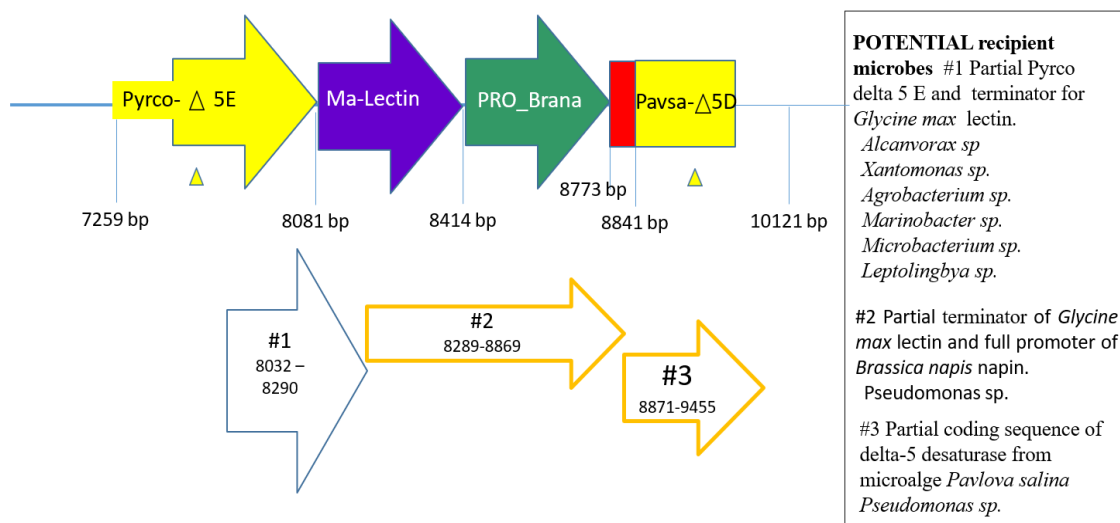 Pyrco- △ 5E
Ma-Lectin
PRO_Brana
Pavsa-△5D
7259 bp
8081 bp
8414 bp
8773 bp
8841 bp
10121 bp
#1
8032 –
8290
#2
8289-8869
#3
8871-9455
POTENTIAL recipient
microbes #1 Partial Pyrco
delta 5 E and terminator for
Glycine max lectin.
Alcanvorax sp
Xantomonas sp.
Agrobacterium sp.
Marinobacter sp.
Microbacterium sp.
Leptolingbya sp.
#2 Partial terminator of Glycine
max lectin and full promoter of
Brassica napis napin.
Pseudomonas sp.
#3 Partial coding sequence of
delta-5 desaturase from
microalge Pavlova salina
Pseudomonas sp.